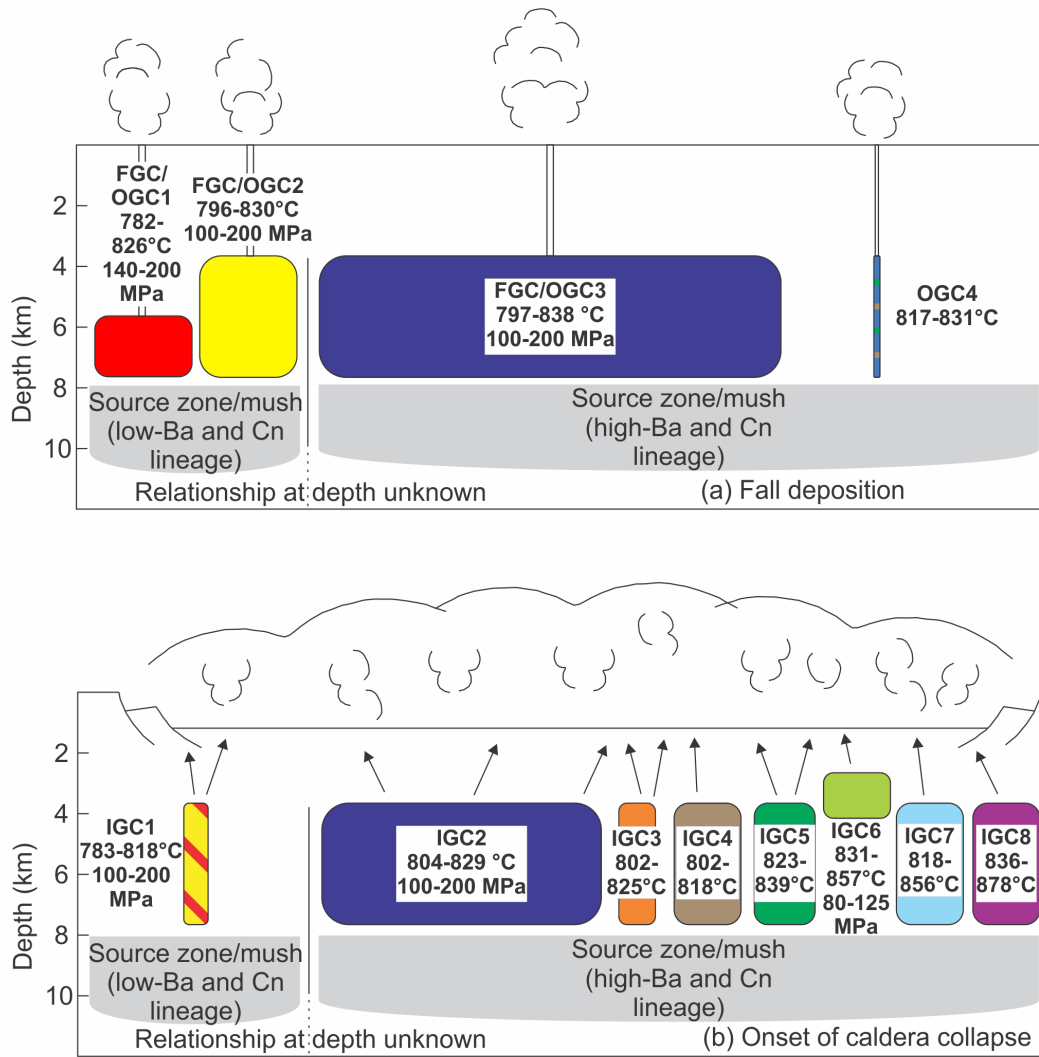 FGC/
OGC1
782-
826°C
140-200
MPa
FGC/OGC2
796-830°C
100-200 MPa
FGC/OGC3
797-838 °C
100-200 MPa
OGC4
817-831°C
Depth (km)
2
4
6
8
10
Source zone/mush
(low-Ba and Cn
lineage)
Source zone/mush
(high-Ba and Cn
lineage)
Relationship at depth unknown
(a) Fall deposition
Depth (km)
2
4
6
8
10
IGC1
783-818°C
100-200
MPa
IGC2
804-829 °C
100-200 MPa
IGC3
802-
825°C
IGC4
802-
818°C
IGC5
823-
839°C
IGC6
831-
857°C
80-125
MPa
IGC7
818-
856°C
IGC8
836-
878°C
Source zone/mush
(low-Ba and Cn
lineage)
Source zone/mush
(high-Ba and Cn
lineage)
Relationship at depth unknown
(b) Onset of caldera collapse